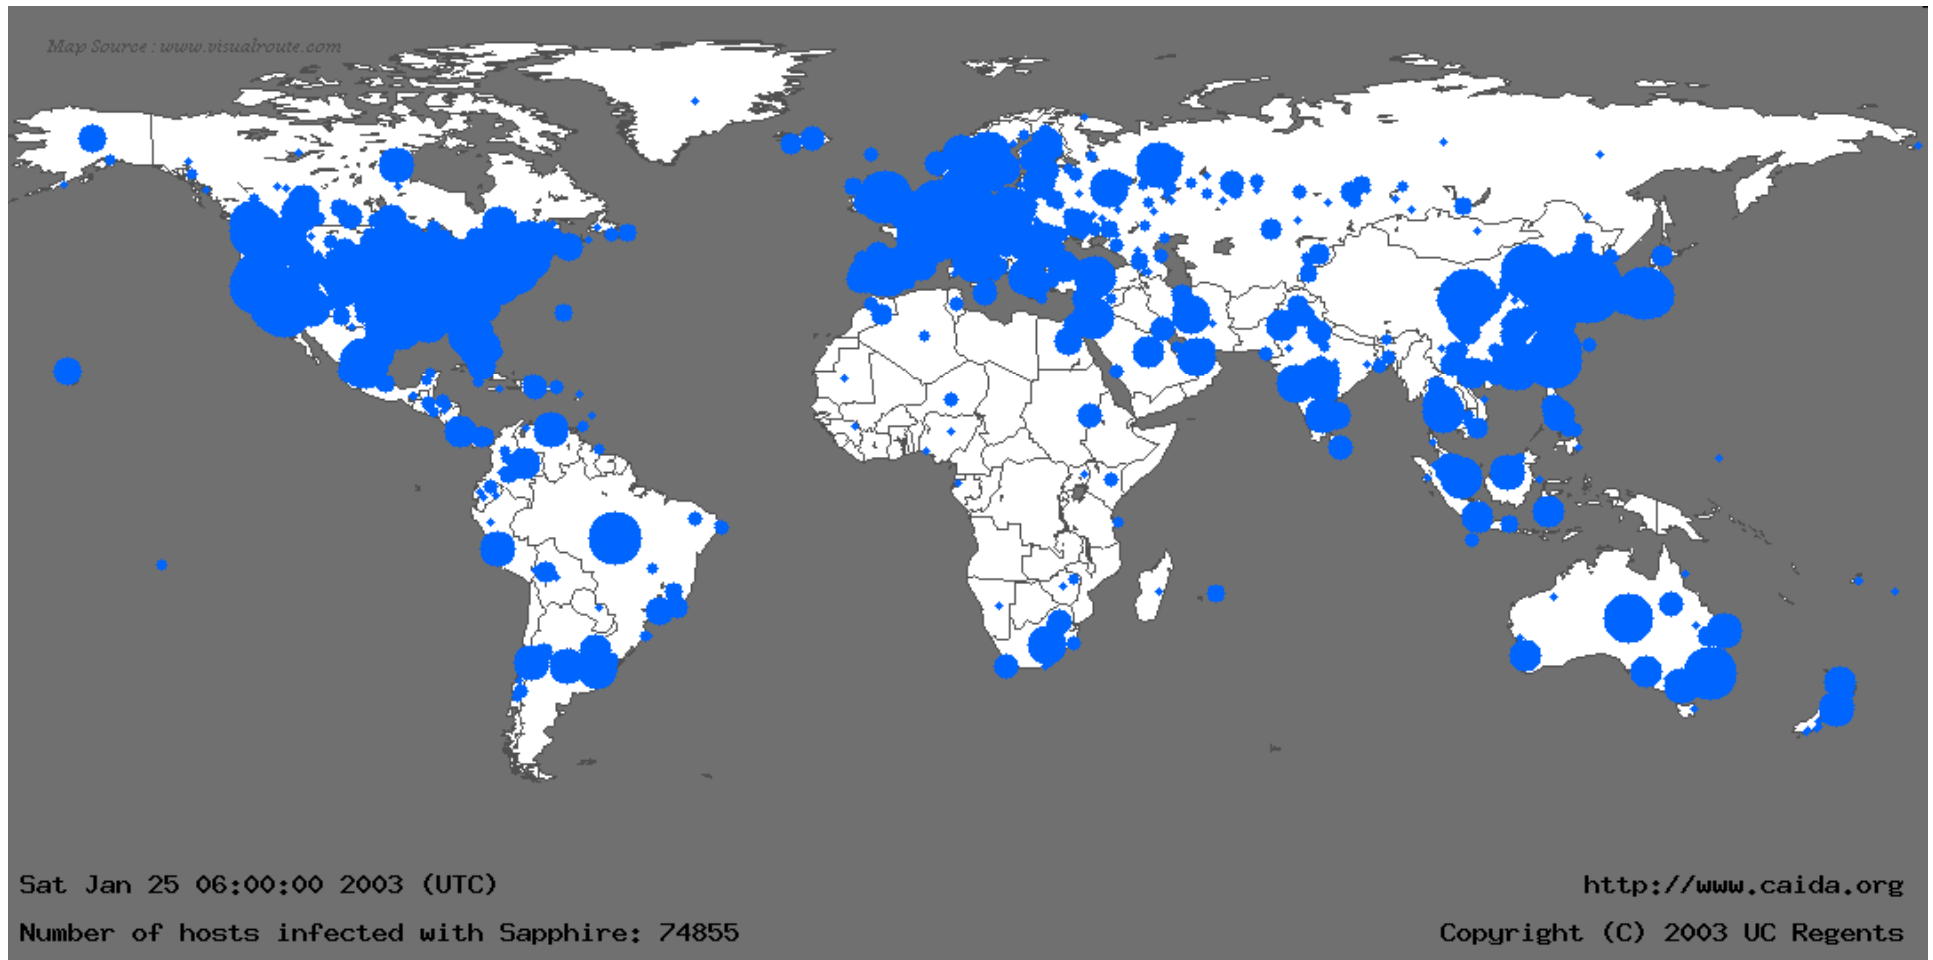 Map Source : www.visualroute.com
Sat Jan 25 06:00:00 2003 (UTC)
http://www.caida.org
Number of hosts infected with Sapphire: 74855
Copyright (C) 2003 UC Regents